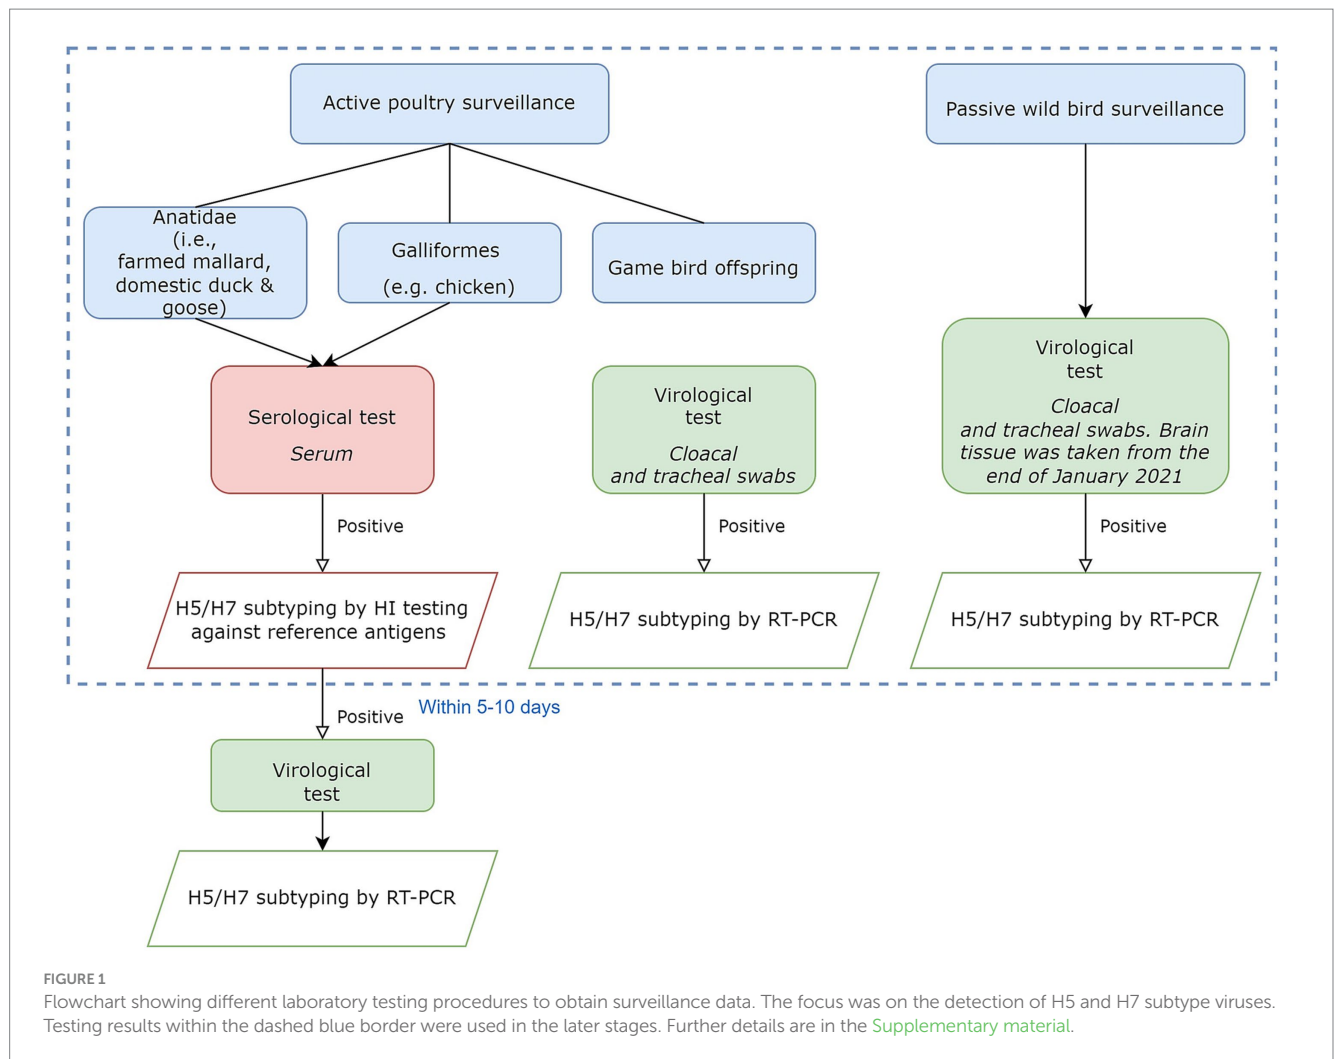 Active poultry surveillance
Passive wild bird surveillance
Anatidae
(i.e.,
farmed mallard,
domestic duck &
goose)
Galliformes
(e.g. chicken)
Game bird offspring
Serological test
Serum
Virological
test
Cloacal
and tracheal swabs
Virological
test
Cloacal
and tracheal swabs. Brain
tissue was taken from the
end of January 2021
Positive
Positive
Positive
H5/H7 subtyping by HI testing
against reference antigens
H5/H7 subtyping by RT-PCR
H5/H7 subtyping by RT-PCR
Positive
Within 5-10 days
Virological
test
H5/H7 subtyping by RT-PCR
FIGURE 1
Flowchart showing different laboratory testing procedures to obtain surveillance data. The focus was on the detection of H5 and H7 subtype viruses.
Testing results within the dashed blue border were used in the later stages. Further details are in the Supplementary material.